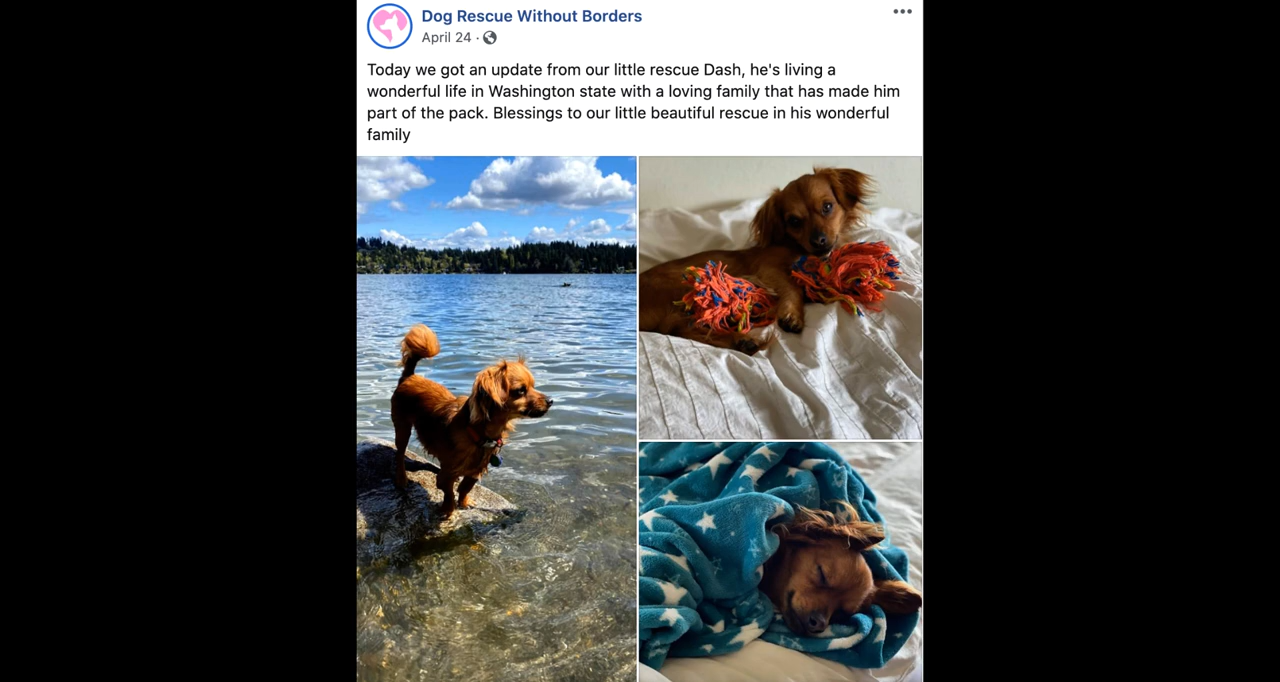 Dog Rescue Without Borders
April 24 ·
Today we got an update from our little rescue Dash, he's living a
wonderful life in Washington state with a loving family that has made him
part of the pack. Blessings to our little beautiful rescue in his wonderful
family